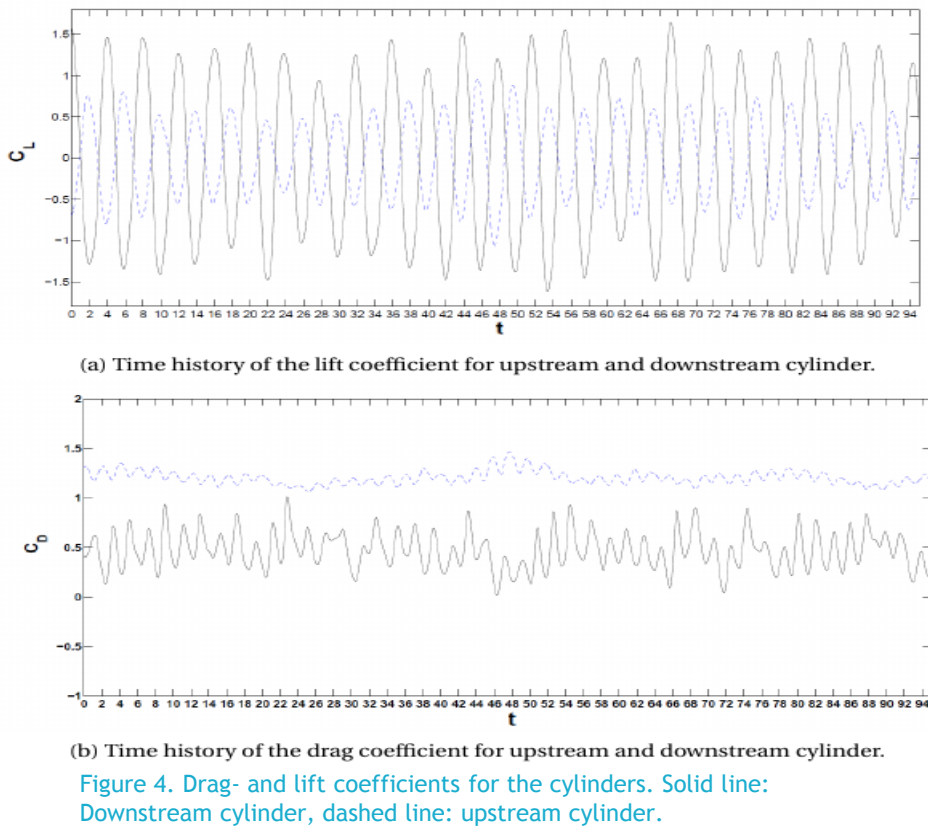 1.5
1
0.5
0
−0.5
−1
−1.5
C_L
0 2 4 6 8 10 12 14 16 18 20 22 24 26 28 30 32 34 36 38 40 42 44 46 48 50 52 54 56 58 60 62 64 66 68 70 72 74 76 78 80 82 84 86 88 90 92 94
t
(a) Time history of the lift coefficient for upstream and downstream cylinder.
2
1.5
1
0.5
0
−0.5
−1
C_D
0 2 4 6 8 10 12 14 16 18 20 22 24 26 28 30 32 34 36 38 40 42 44 46 48 50 52 54 56 58 60 62 64 66 68 70 72 74 76 78 80 82 84 86 88 90 92 94
t
(b) Time history of the drag coefficient for upstream and downstream cylinder.
Figure 4. Drag- and lift coefficients for the cylinders. Solid line:
Downstream cylinder, dashed line: upstream cylinder.